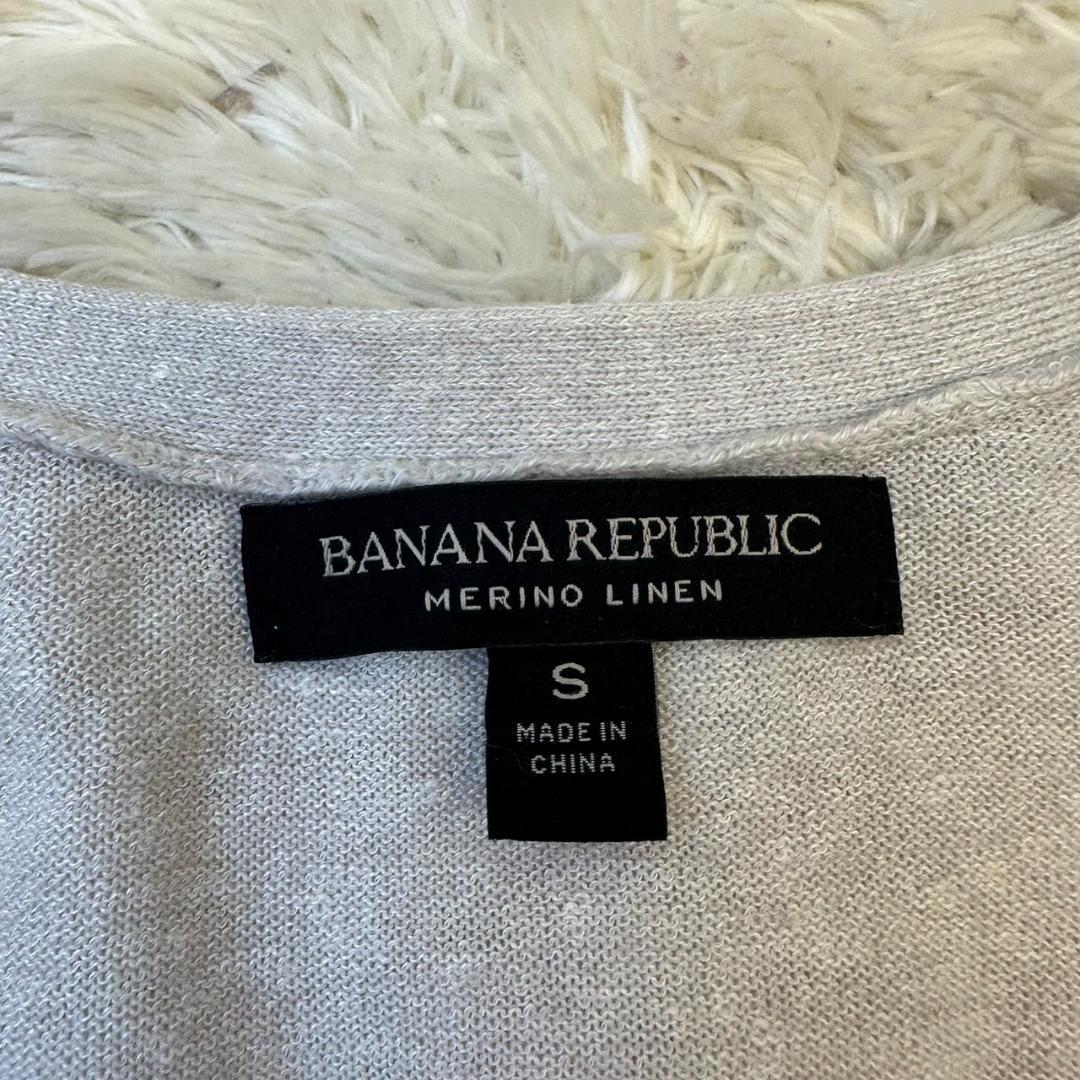 BANANA REPUBLIC
MERINO LINEN
S
MADE IN
CHINA